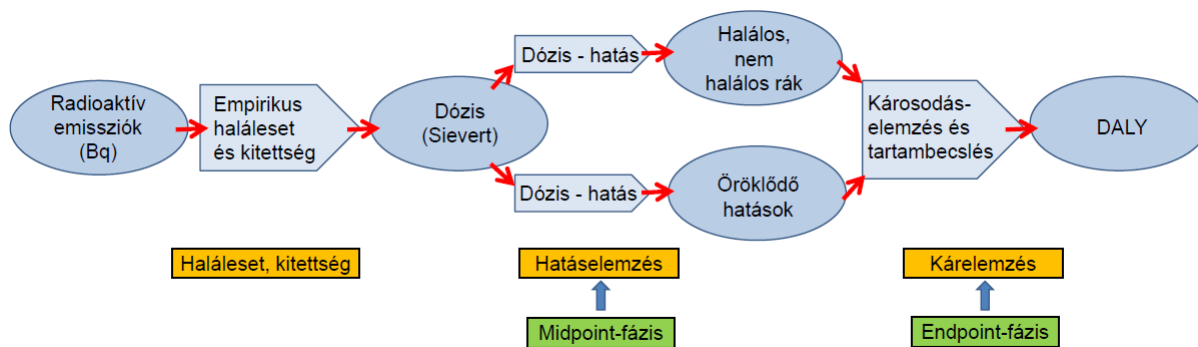 Radioaktív
emissziók
(Bq)
Empirikus
haláleset
és kitettség
Dózis
(Sievert)
Dózis - hatás
Dózis - hatás
Halálos,
nem
halálos rák
Öröklődő
hatások
Károsodás-
elemzés és
tartambecslés
DALY
Haláleset, kitettség
Hatáselemzés
Kárelemzés
Midpoint-fázis
Endpoint-fázis